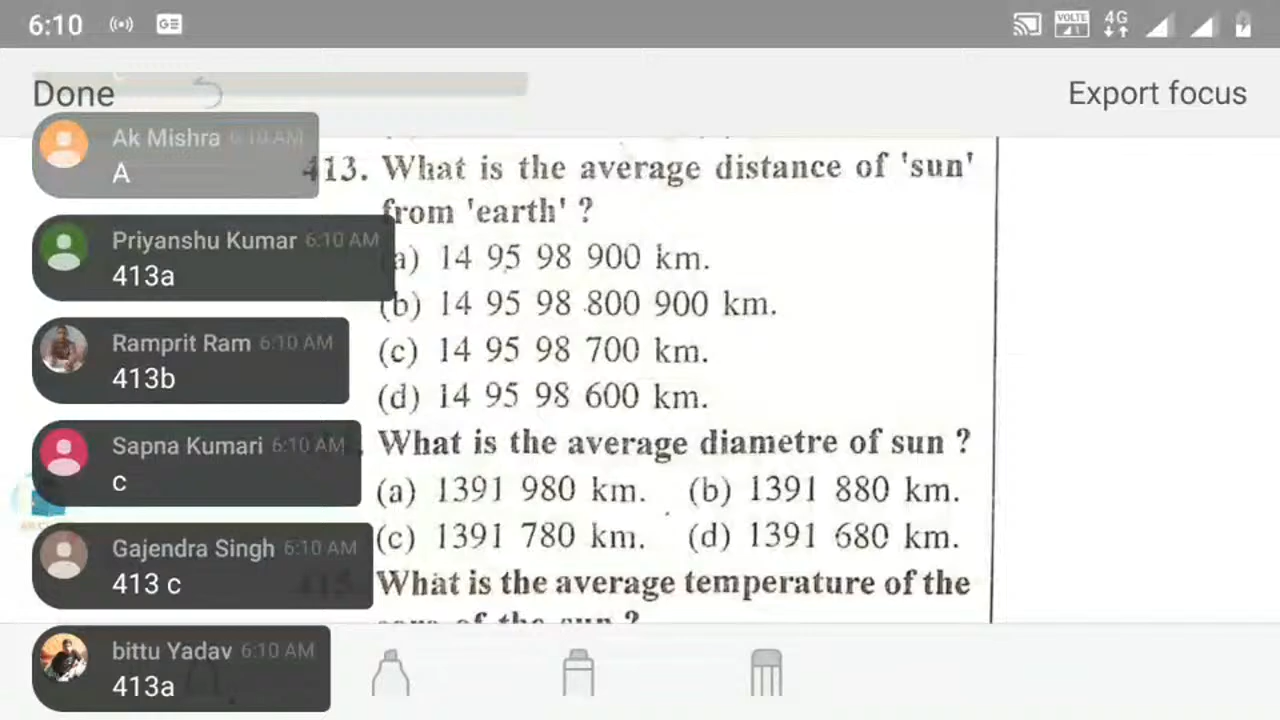 6:10
VOLTE
4G
Done
Export focus
Ak Mishra 6:10 AM
A
Priyanshu Kumar 6:10 AM
413a
Ramprit Ram 6:10 AM
413b
Sapna Kumari 6:10 AM
c
Gajendra Singh 6:10 AM
413 c
bittu Yadav 6:10 AM
413a
413. What is the average distance of 'sun'
from 'earth' ?
(a) 14 95 98 900 km.
(b) 14 95 98 800 900 km.
(c) 14 95 98 700 km.
(d) 14 95 98 600 km.
What is the average diametre of sun ?
(a) 1391 980 km. (b) 1391 880 km.
(c) 1391 780 km. (d) 1391 680 km.
What is the average temperature of the
of the sun ?